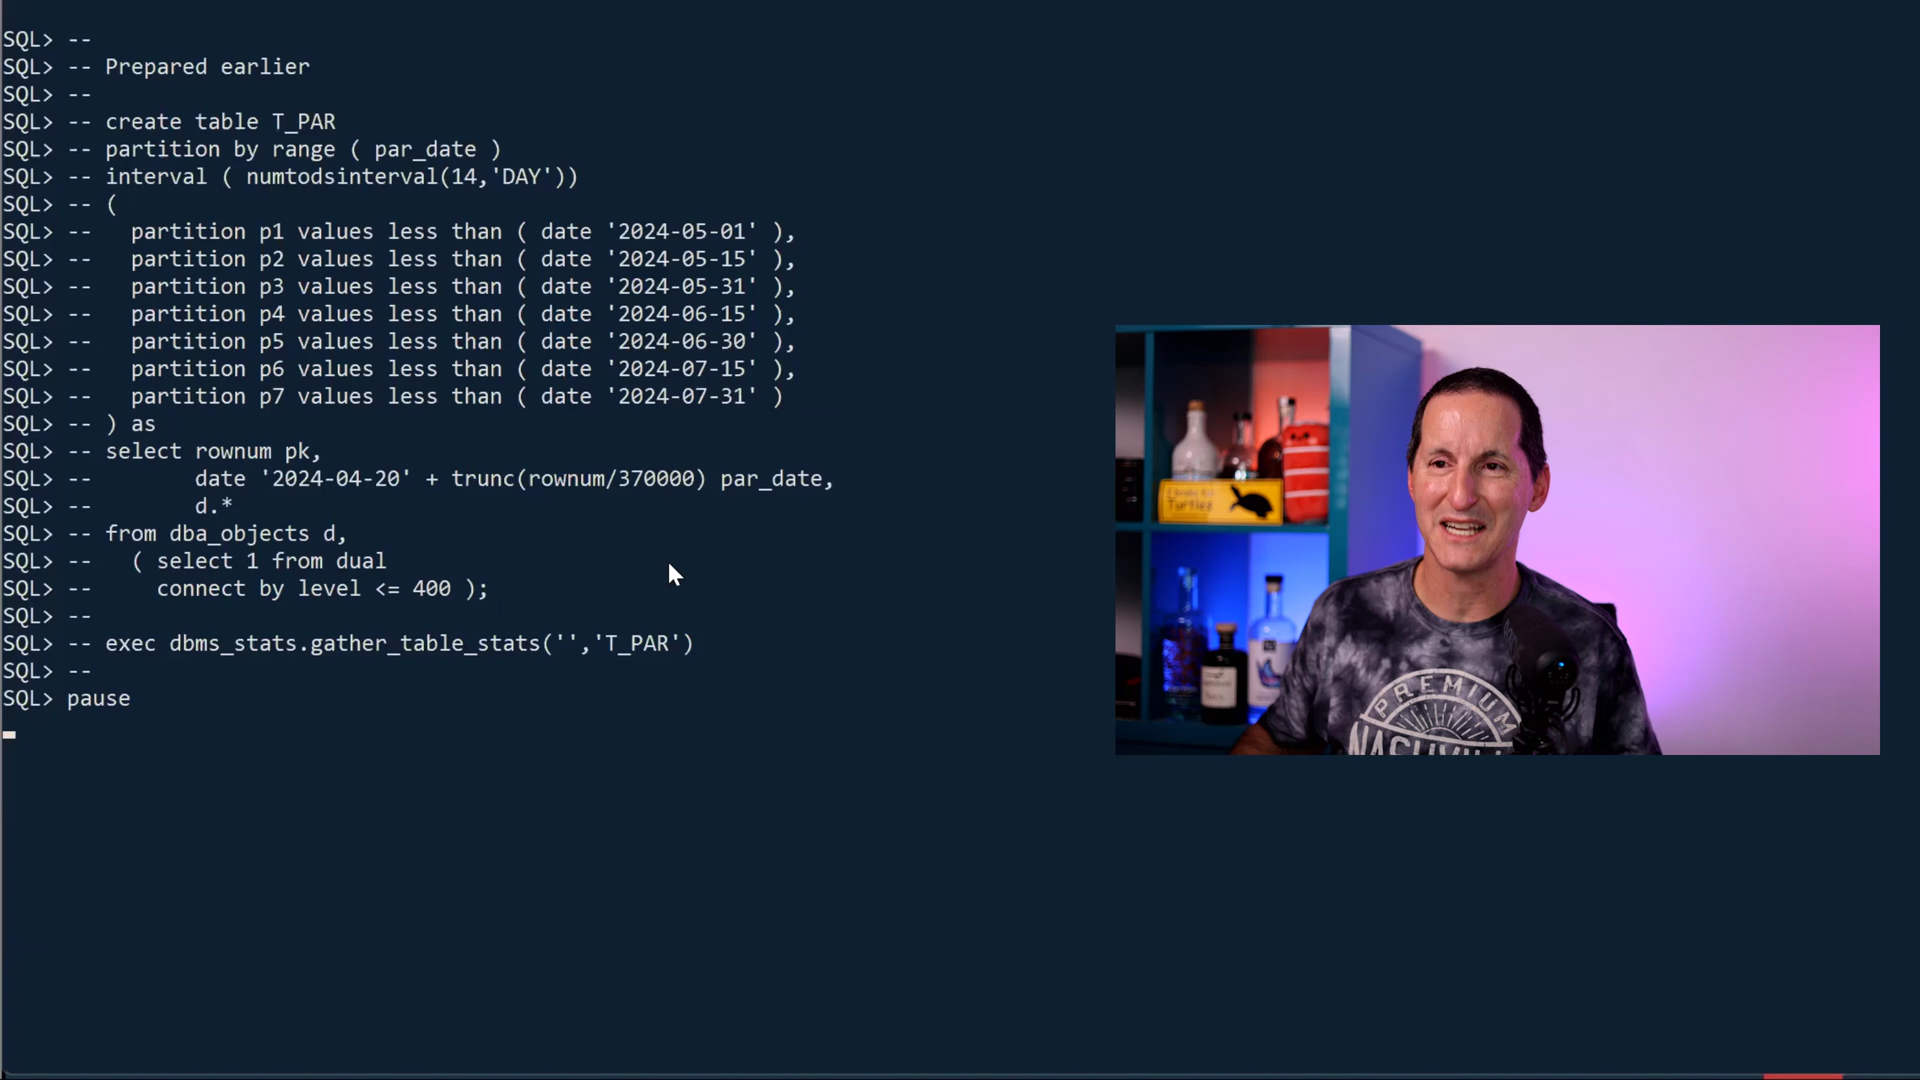 SQL> --
SQL> -- Prepared earlier
SQL> --
SQL> -- create table T_PAR
SQL> -- partition by range ( par_date )
SQL> -- interval ( numtodsinterval(14,'DAY'))
SQL> -- (
SQL> --   partition p1 values less than ( date '2024-05-01' ),
SQL> --   partition p2 values less than ( date '2024-05-15' ),
SQL> --   partition p3 values less than ( date '2024-05-31' ),
SQL> --   partition p4 values less than ( date '2024-06-15' ),
SQL> --   partition p5 values less than ( date '2024-06-30' ),
SQL> --   partition p6 values less than ( date '2024-07-15' ),
SQL> --   partition p7 values less than ( date '2024-07-31' )
SQL> -- ) as
SQL> -- select rownum pk,
SQL> --        date '2024-04-20' + trunc(rownum/370000) par_date,
SQL> --        d.*
SQL> -- from dba_objects d,
SQL> --   ( select 1 from dual
SQL> --     connect by level <= 400 );
SQL> --
SQL> -- exec dbms_stats.gather_table_stats('','T_PAR')
SQL> --
SQL> pause
Turtles
PREMIUM